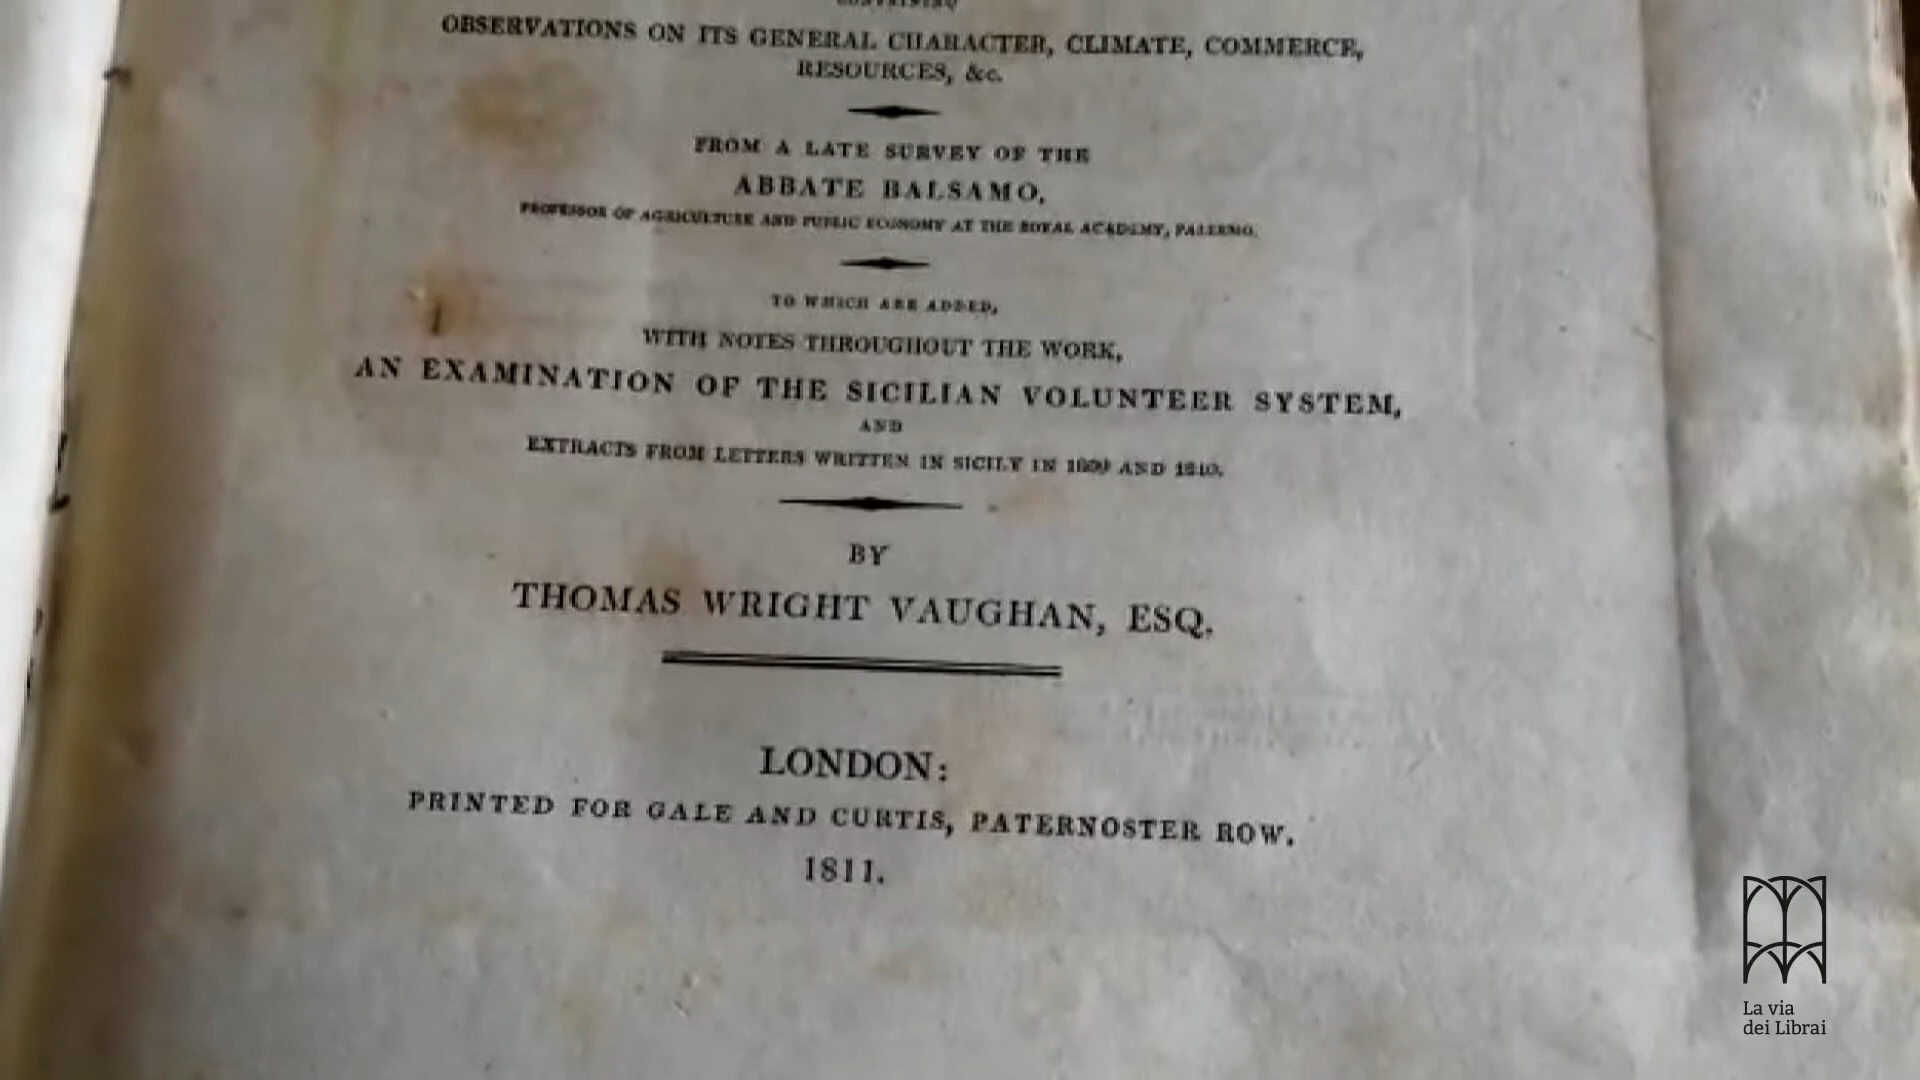 CONTAINING
OBSERVATIONS ON ITS GENERAL CHARACTER, CLIMATE, COMMERCE,
RESOURCES, &c.
FROM A LATE SURVEY OF THE
ABBATE BALSAMO,
PROFESSOR OF AGRICULTURE AND PUBLIC ECONOMY AT THE ROYAL ACADEMY, PALERMO.
TO WHICH ARE ADDED,
WITH NOTES THROUGHOUT THE WORK,
AN EXAMINATION OF THE SICILIAN VOLUNTEER SYSTEM,
AND
EXTRACTS FROM LETTERS WRITTEN IN SICILY IN 1809 AND 1810.
BY
THOMAS WRIGHT VAUGHAN, ESQ.
LONDON:
PRINTED FOR GALE AND CURTIS, PATERNOSTER ROW.
1811.
La via
dei Librai